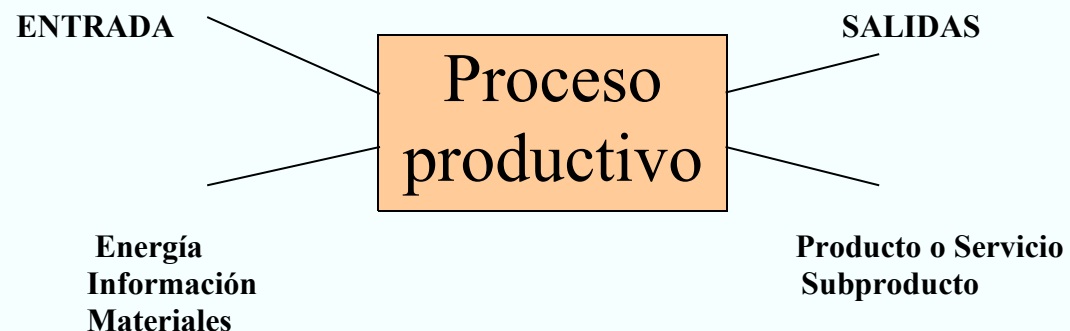 ENTRADA
SALIDAS
Proceso
productivo
Energía
Información
Materiales
Producto o Servicio
Subproducto